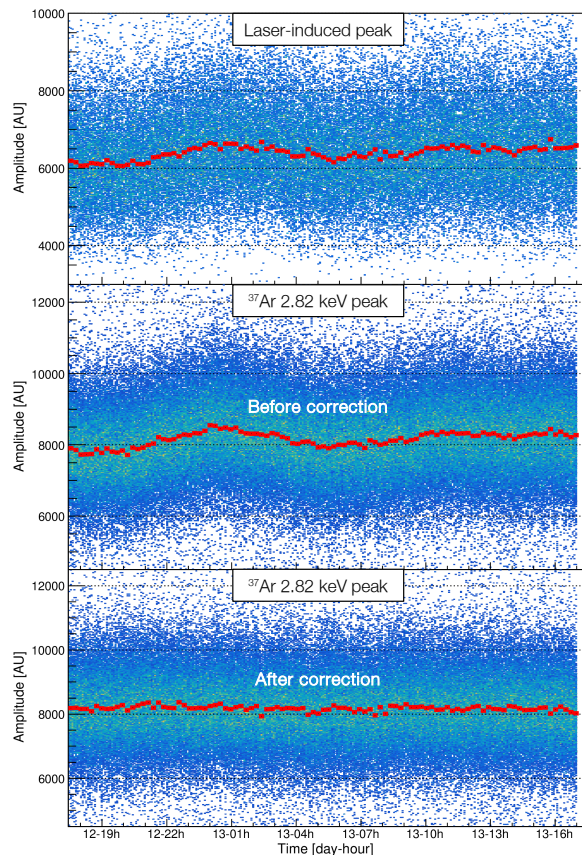 Laser-induced peak
Amplitude [AU]
10000
8000
6000
4000
³⁷Ar 2.82 keV peak
Before correction
Amplitude [AU]
12000
10000
8000
6000
³⁷Ar 2.82 keV peak
After correction
Amplitude [AU]
12000
10000
8000
6000
12-19h 12-22h 13-01h 13-04h 13-07h 13-10h 13-13h 13-16h
Time [day-hour]